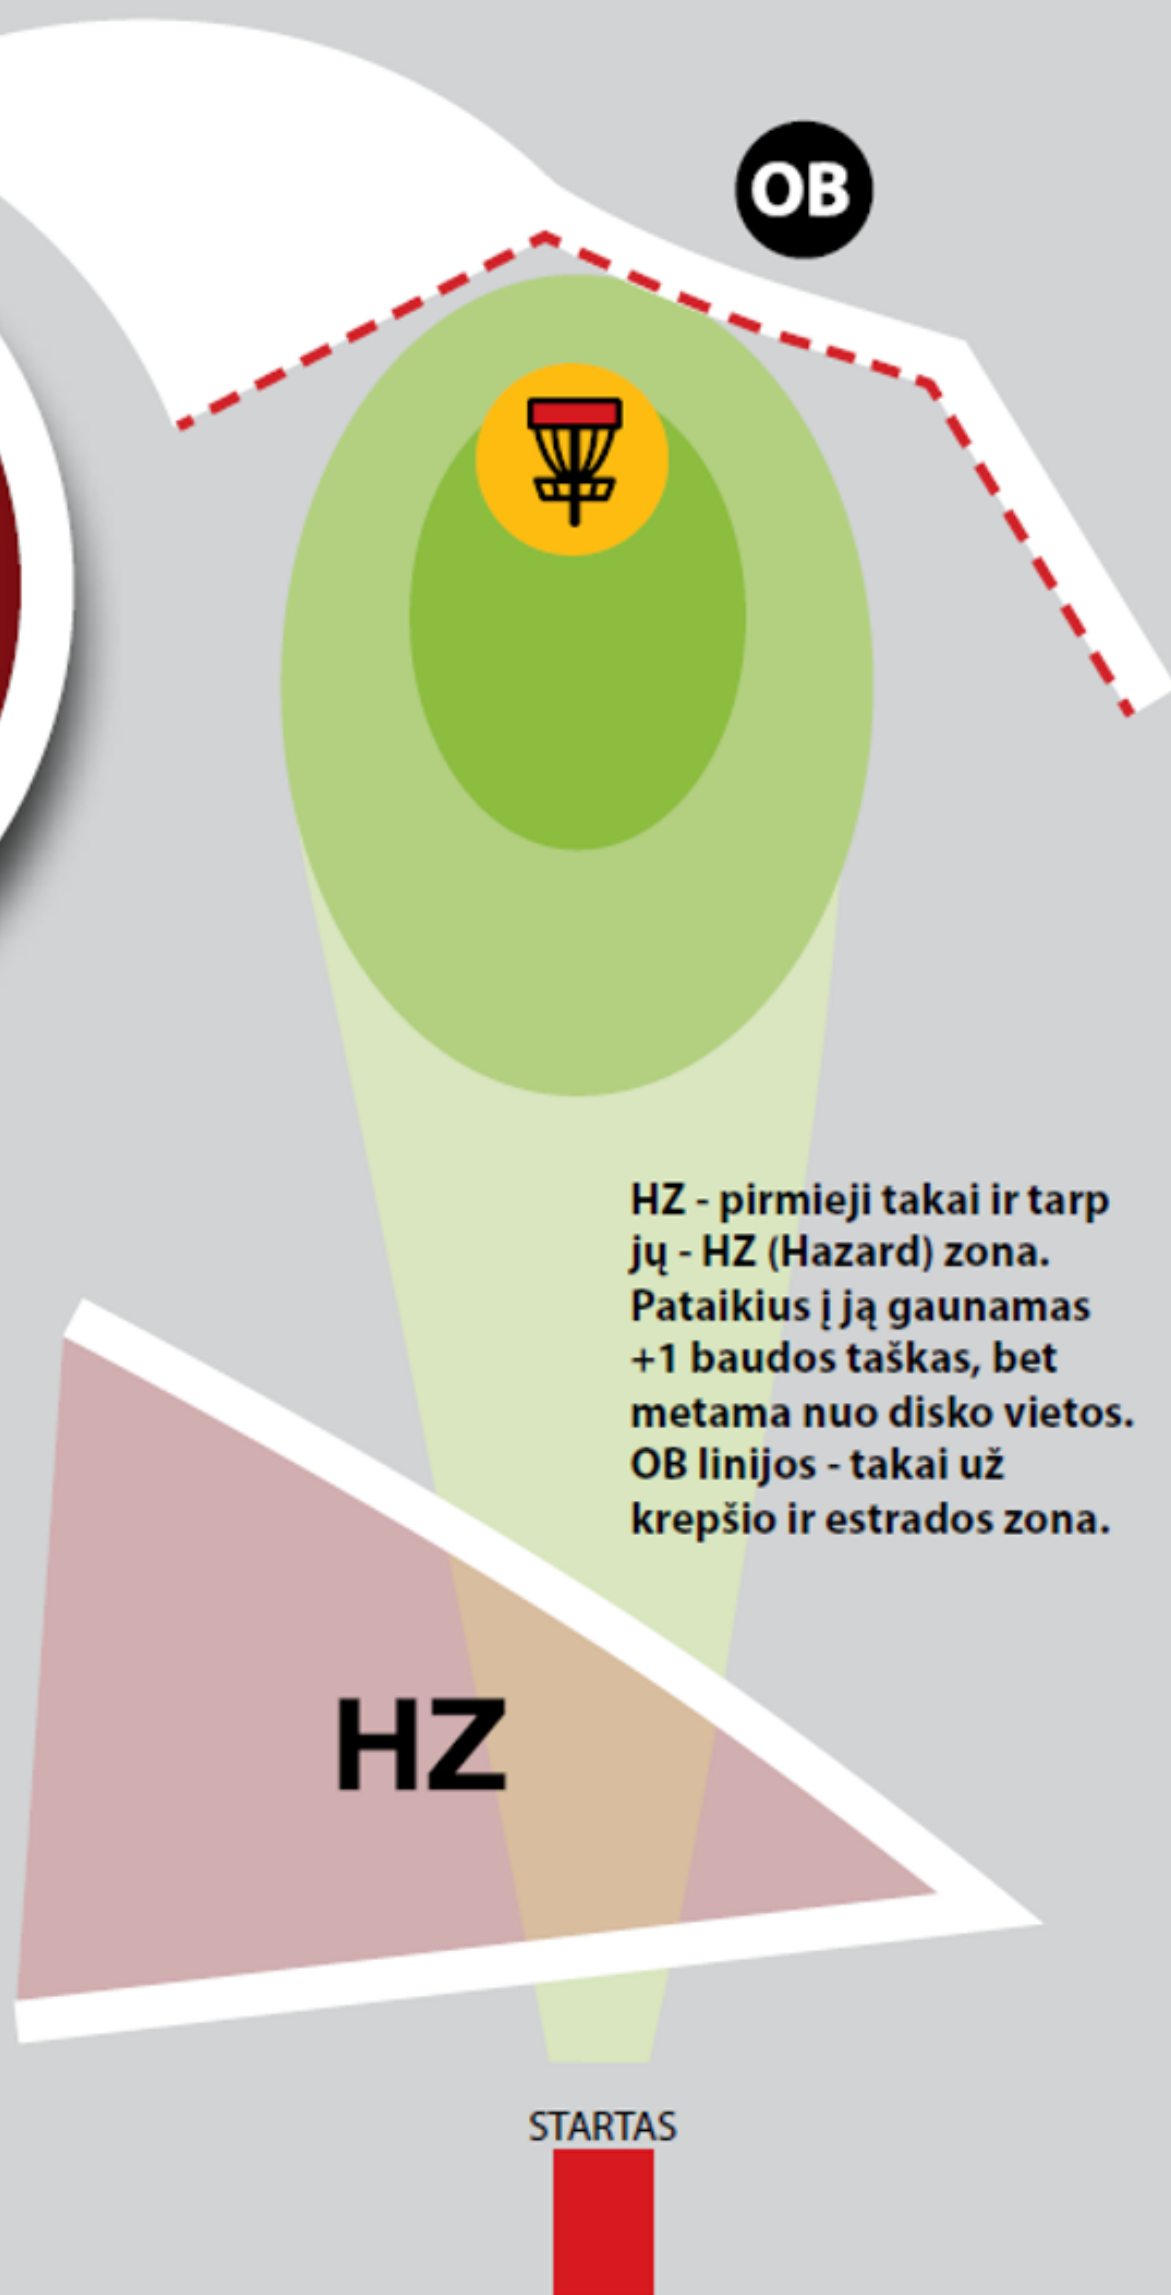 OB
HZ - pirmieji takai ir tarp
jų - HZ (Hazard) zona.
Pataikius į ją gaunamas
+1 baudos taškas, bet
metama nuo disko vietos.
OB linijos - takai už
krepšio ir estrados zona.
HZ
STARTAS